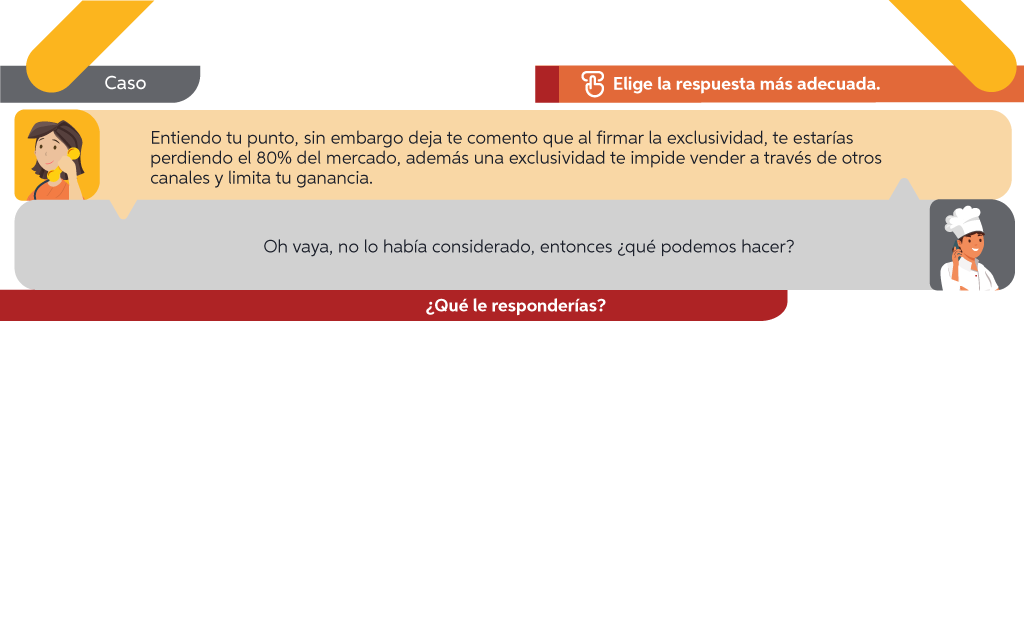 Caso
Elige la respuesta más adecuada.
Entiendo tu punto, sin embargo deja te comento que al firmar la exclusividad, te estarías
perdiendo el 80% del mercado, además una exclusividad te impide vender a través de otros
canales y limita tu ganancia.
Oh vaya, no lo había considerado, entonces ¿qué podemos hacer?
¿Qué le responderías?